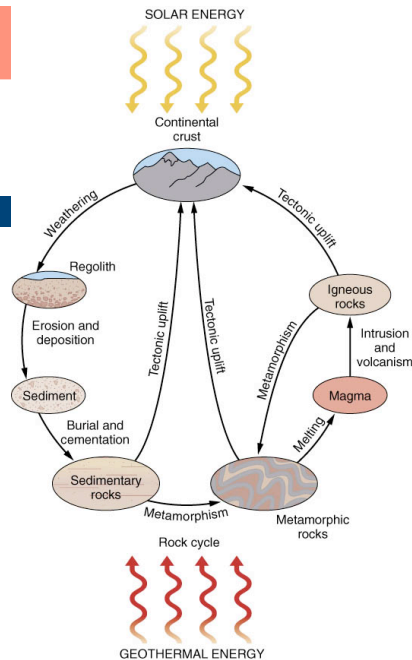 SOLAR ENERGY
Continental
crust
Weathering
Tectonic uplift
Regolith
Igneous
rocks
Erosion and
deposition
Tectonic uplift
Tectonic uplift
Metamorphism
Intrusion
and
volcanism
Sediment
Magma
Burial and
cementation
Melting
Sedimentary
rocks
Metamorphism
Metamorphic
rocks
Rock cycle
GEOTHERMAL ENERGY